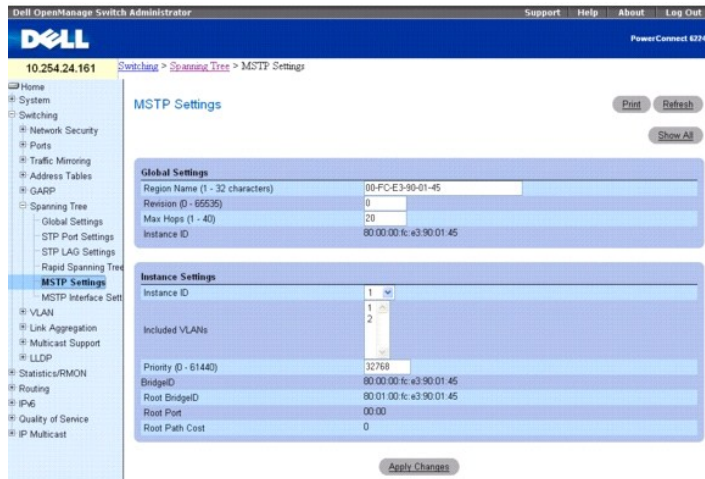 Dell OpenManage Switch Administrator Support Help About Log Out
DELL
PowerConnect 6224
10.254.24.161 Switching > Spanning Tree > MSTP Settings
Home
System
Switching
Network Security
Ports
Traffic Mirroring
Address Tables
GARP
Spanning Tree
Global Settings
STP Port Settings
STP LAG Settings
Rapid Spanning Tree
MSTP Settings
MSTP Interface Sett
VLAN
Link Aggregation
Multicast Support
LLDP
Statistics/RMON
Routing
IPv6
Quality of Service
IP Multicast
MSTP Settings
Print Refresh
Show All
Global Settings
Region Name (1 - 32 characters) 00-FC-E3-90-01-45
Revision (0 - 65535) 0
Max Hops (1 - 40) 20
Instance ID 80:00:00:fc:e3:90:01:45
Instance Settings
Instance ID 1
Included VLANs 1
2
Priority (0 - 61440) 32768
BridgeID 80:00:00:fc:e3:90:01:45
Root BridgeID 80:01:00:fc:e3:90:01:45
Root Port 00:00
Root Path Cost 0
Apply Changes